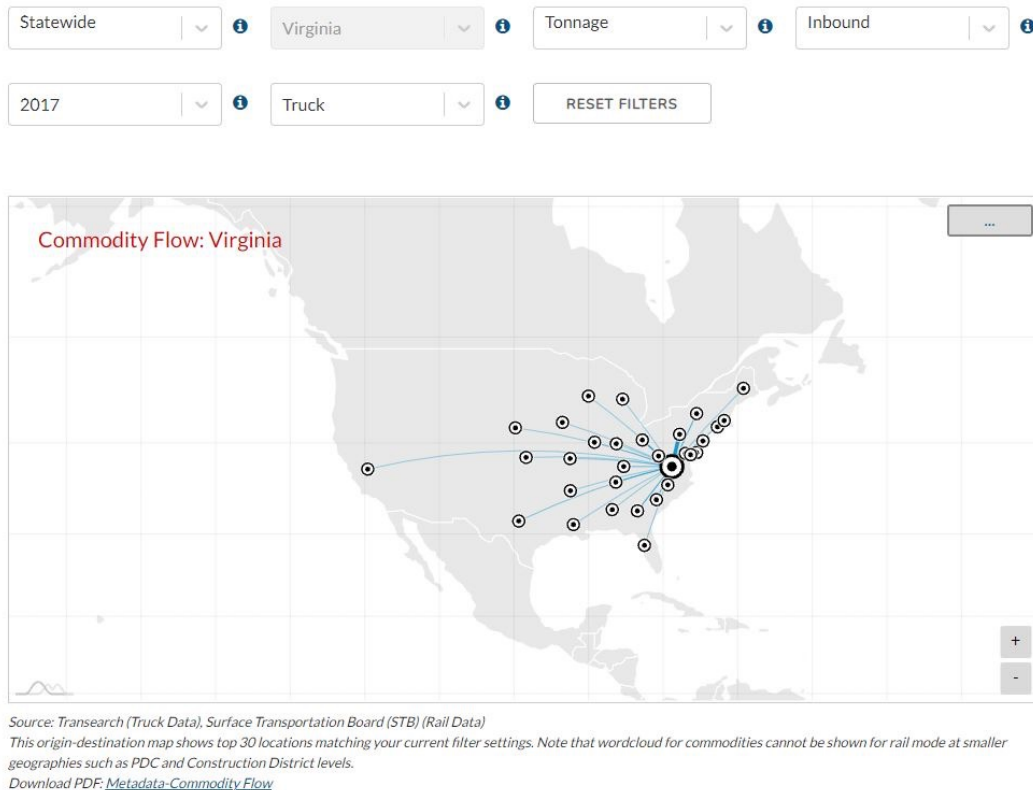 Statewide
Virginia
Tonnage
Inbound
2017
Truck
RESET FILTERS
Commodity Flow: Virginia
...
+
-
Source: Transearch (Truck Data), Surface Transportation Board (STB) (Rail Data)
This origin-destination map shows top 30 locations matching your current filter settings. Note that wordcloud for commodities cannot be shown for rail mode at smaller
geographies such as PDC and Construction District levels.
Download PDF: Metadata-Commodity Flow